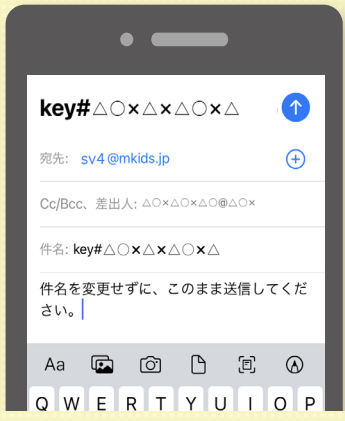 key#△○×△×△○×△
宛先: sv4@mkids.jp
Cc/Bcc、差出人: △○×△○×△○@△○×
件名: key#△○×△×△○×△
件名を変更せずに、このまま送信してくだ
さい。
Aa
Q W E R T Y U I O P